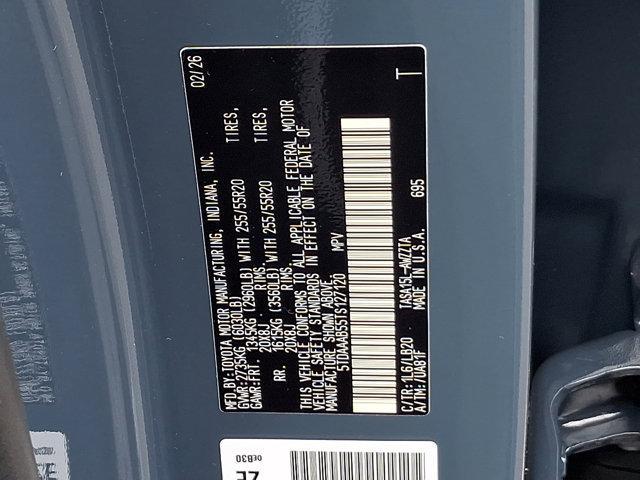 MFD. BY: TOYOTA MOTOR MANUFACTURING, INDIANA, INC. 02/26
GVWR: 2735KG (6030LB)
GAWR: FRT. 1345KG (2960LB) WITH 255/55R20 TIRES,
20X8J RIMS,
RR. 1615KG (3560LB) WITH 255/55R20 TIRES,
20X8J RIMS,
THIS VEHICLE CONFORMS TO ALL APPLICABLE FEDERAL MOTOR
VEHICLE SAFETY STANDARDS IN EFFECT ON THE DATE OF
MANUFACTURE SHOWN ABOVE.
5TDAAAB55TS127120 MPV
T
C/TR: 1L6/LB20 TASA15L-AWZZTA 695
A/TM: /UA81F MADE IN U.S.A.
0EB30